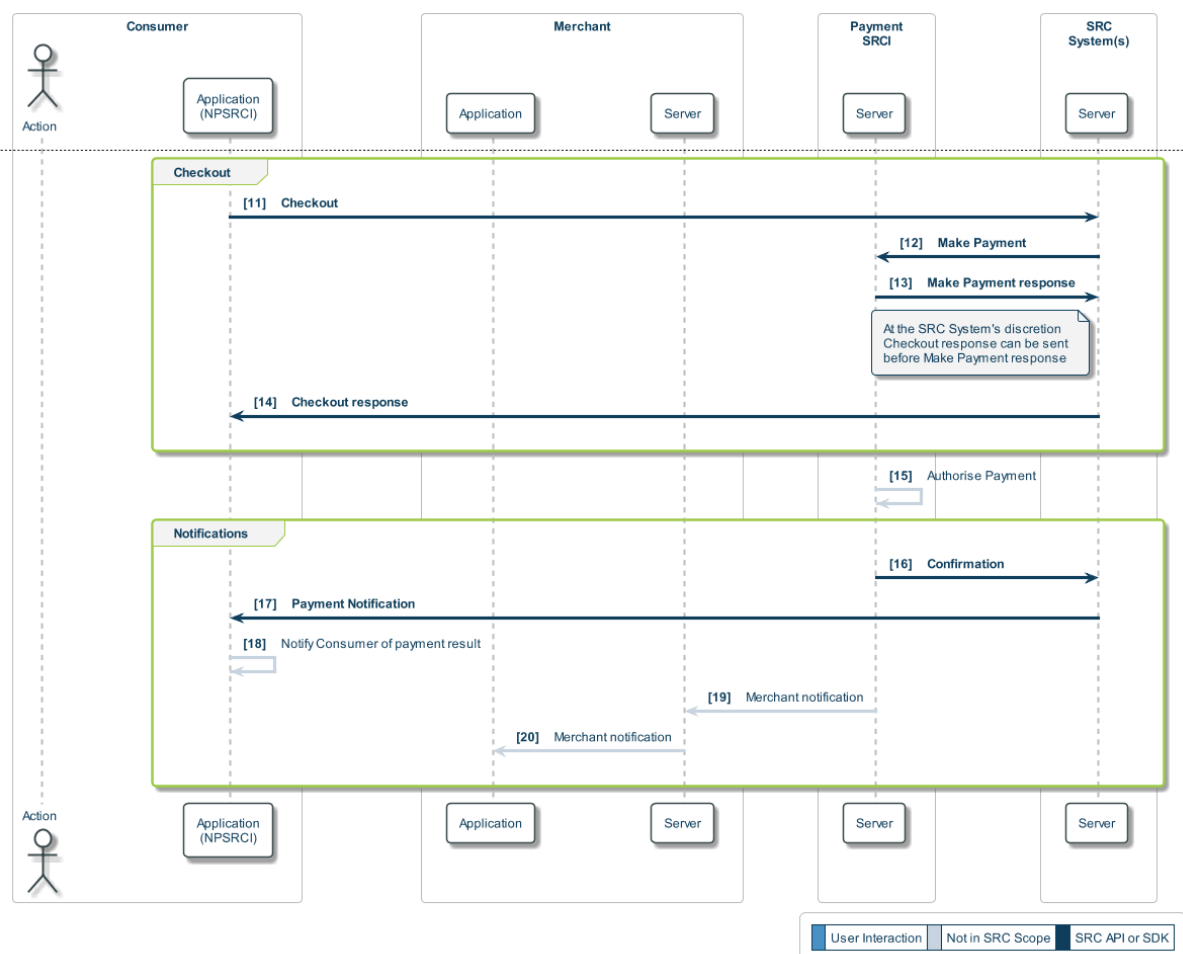 Consumer
Merchant
Payment
SRCI
SRC
System(s)
Action
Application
(NPSRCI)
Application
Server
Server
Server
Checkout
[11] Checkout
[12] Make Payment
[13] Make Payment response
At the SRC System's discretion
Checkout response can be sent
before Make Payment response
[14] Checkout response
[15] Authorise Payment
Notifications
[16] Confirmation
[17] Payment Notification
[18] Notify Consumer of payment result
[19] Merchant notification
[20] Merchant notification
Action
Application
(NPSRCI)
Application
Server
Server
Server
User Interaction
Not in SRC Scope
SRC API or SDK